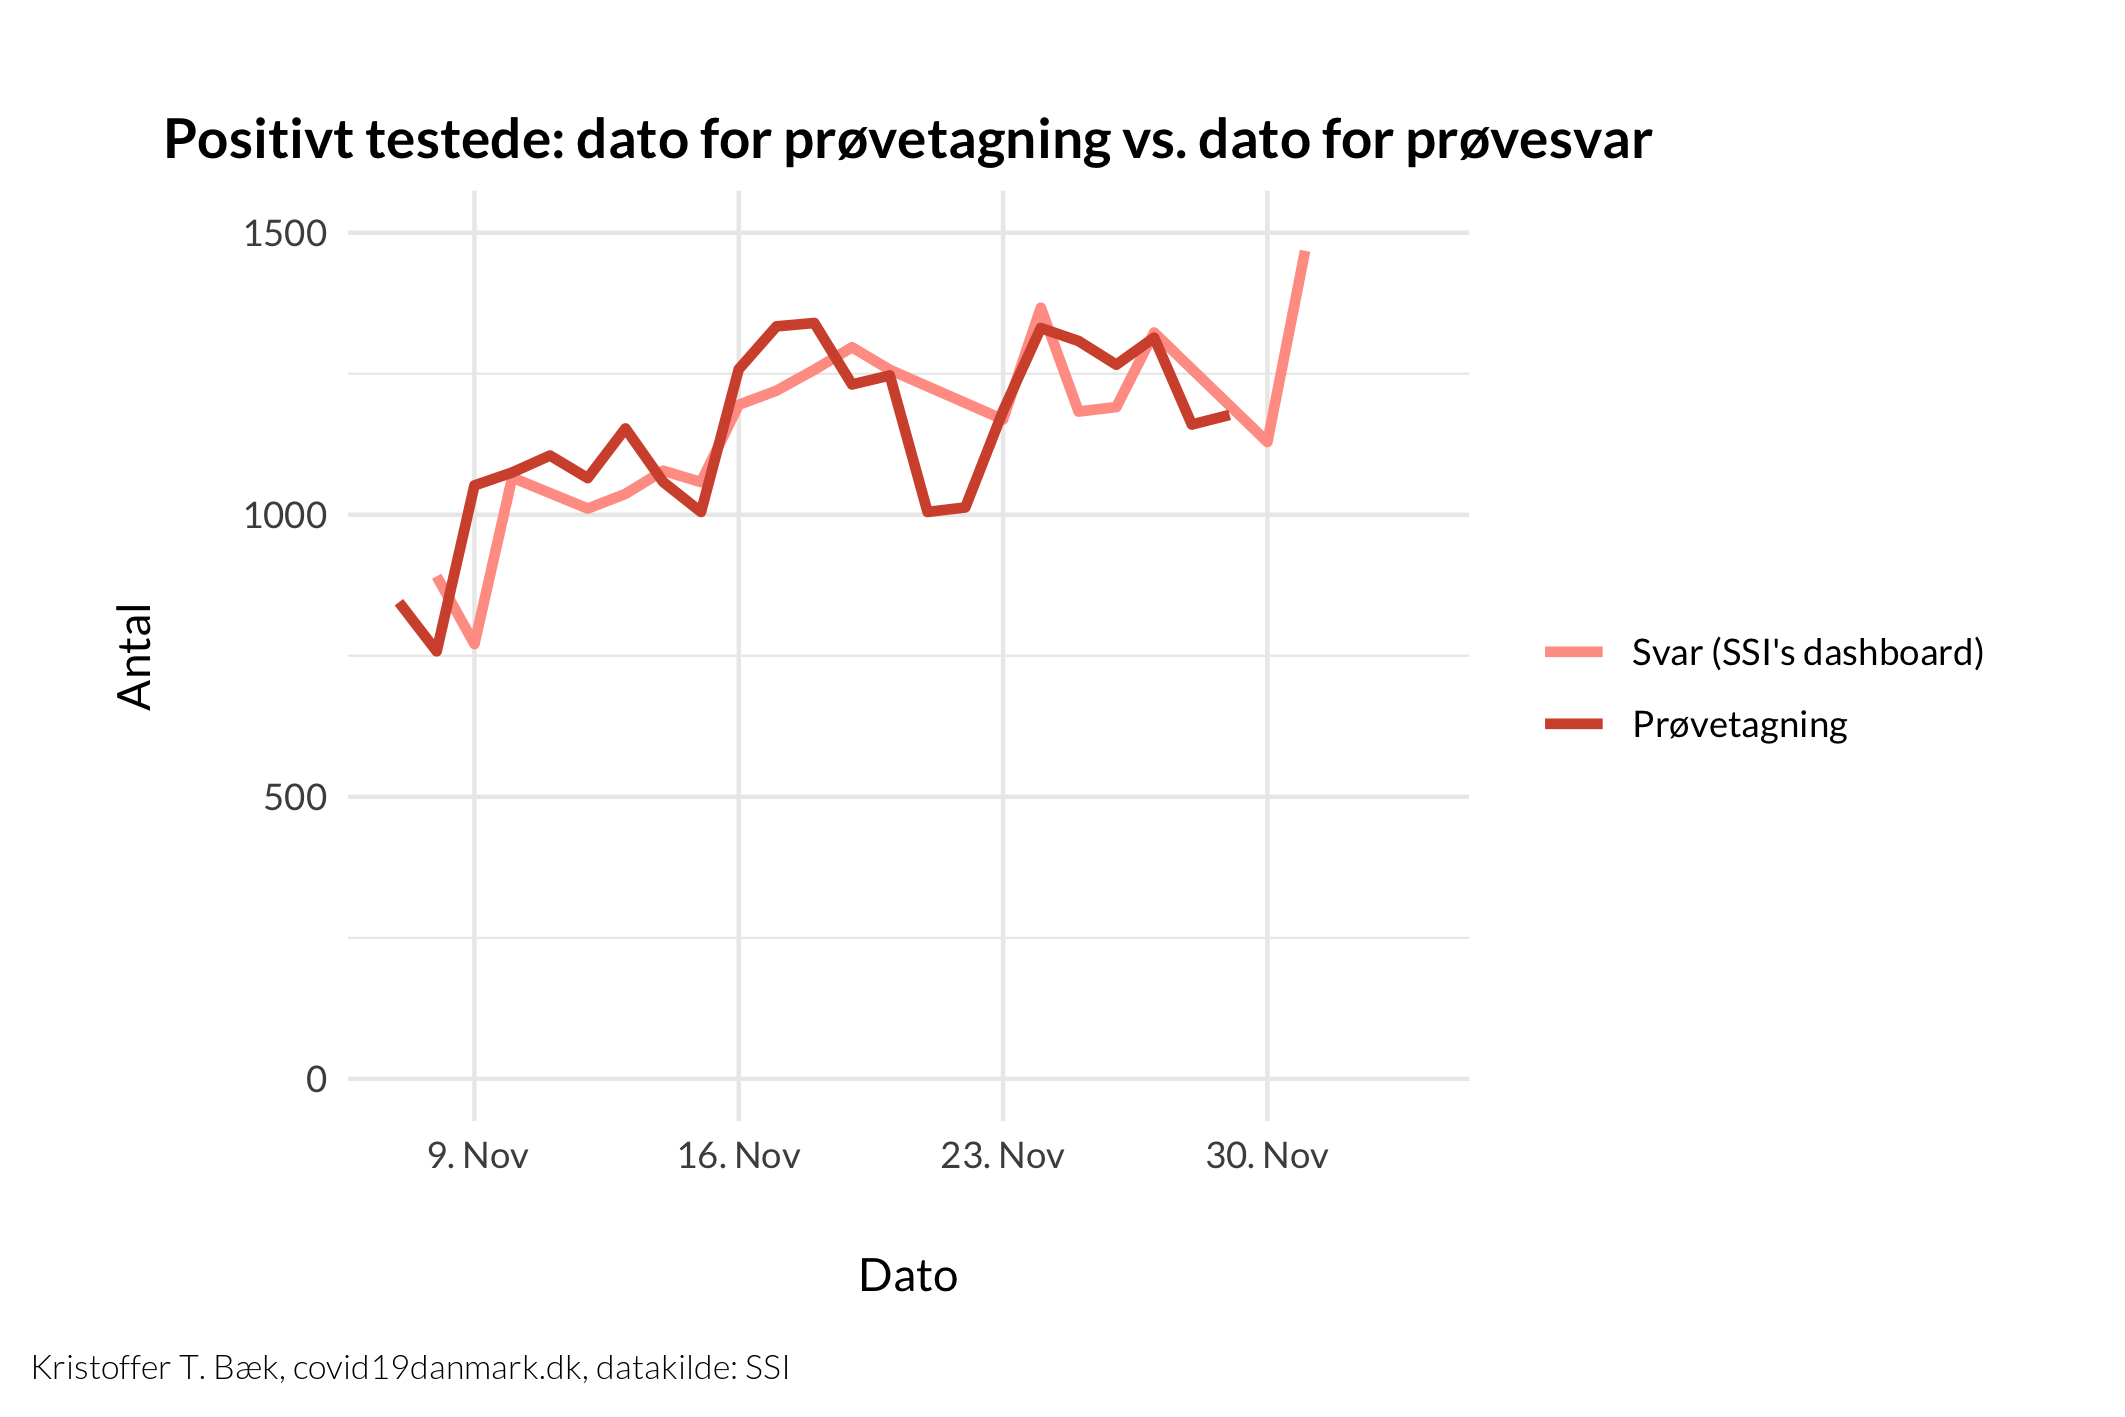 Positivt testede: dato for prøvetagning vs. dato for prøvesvar
1500
1000
500
0
Antal
9. Nov
16. Nov
23. Nov
30. Nov
Dato
Svar (SSI's dashboard)
Prøvetagning
Kristoffer T. Bæk, covid19danmark.dk, datakilde: SSI